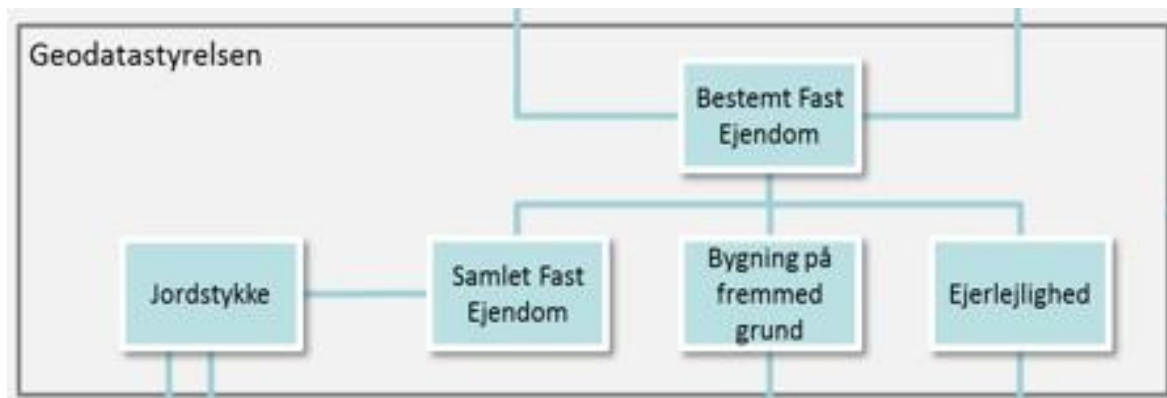 Geodatastyrelsen
Bestemt Fast
Ejendom
Jordstykke
Samlet Fast
Ejendom
Bygning på
fremmed
grund
Ejerlejlighed